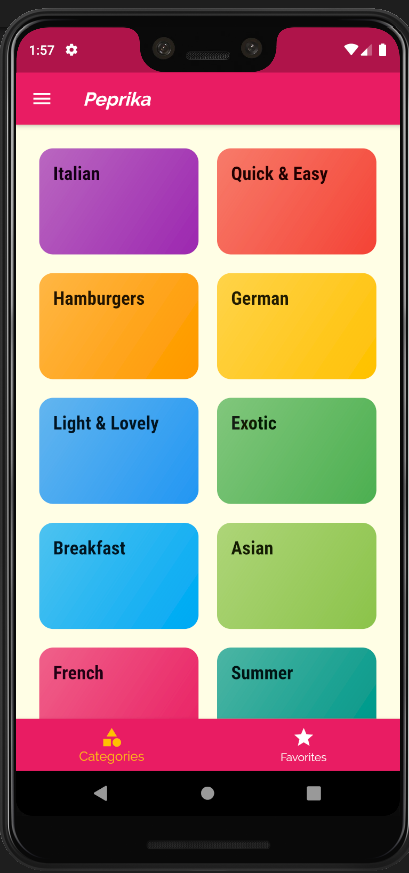 1:57
Peprika
Italian
Quick & Easy
Hamburgers
German
Light & Lovely
Exotic
Breakfast
Asian
French
Summer
Categories
Favorites